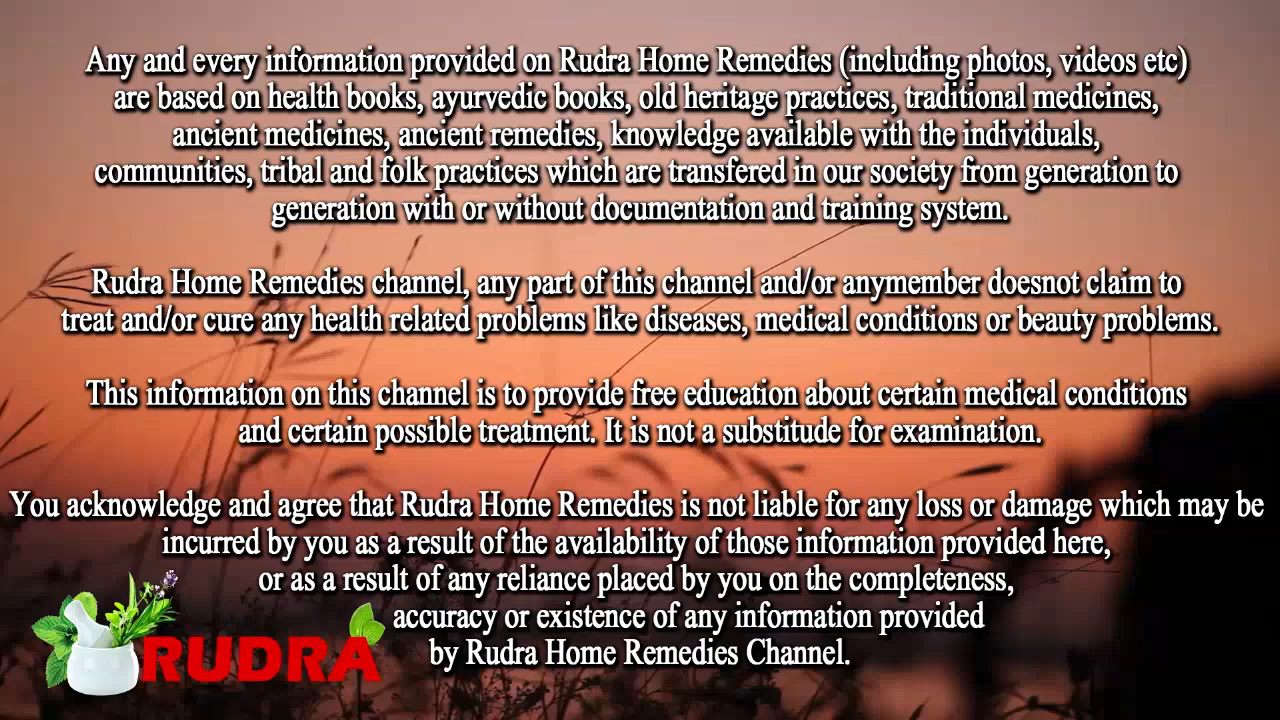 Any and every information provided on Rudra Home Remedies (including photos, videos etc)
are based on health books, ayurvedic books, old heritage practices, traditional medicines,
ancient medicines, ancient remedies, knowledge available with the individuals,
communities, tribal and folk practices which are transfered in our society from generation to
generation with or without documentation and training system.
Rudra Home Remedies channel, any part of this channel and/or anymember doesnot claim to
treat and/or cure any health related problems like diseases, medical conditions or beauty problems.
This information on this channel is to provide free education about certain medical conditions
and certain possible treatment. It is not a substitude for examination.
You acknowledge and agree that Rudra Home Remedies is not liable for any loss or damage which may be
incurred by you as a result of the availability of those information provided here,
or as a result of any reliance placed by you on the completeness,
accuracy or existence of any information provided
by Rudra Home Remedies Channel.
RUDRA